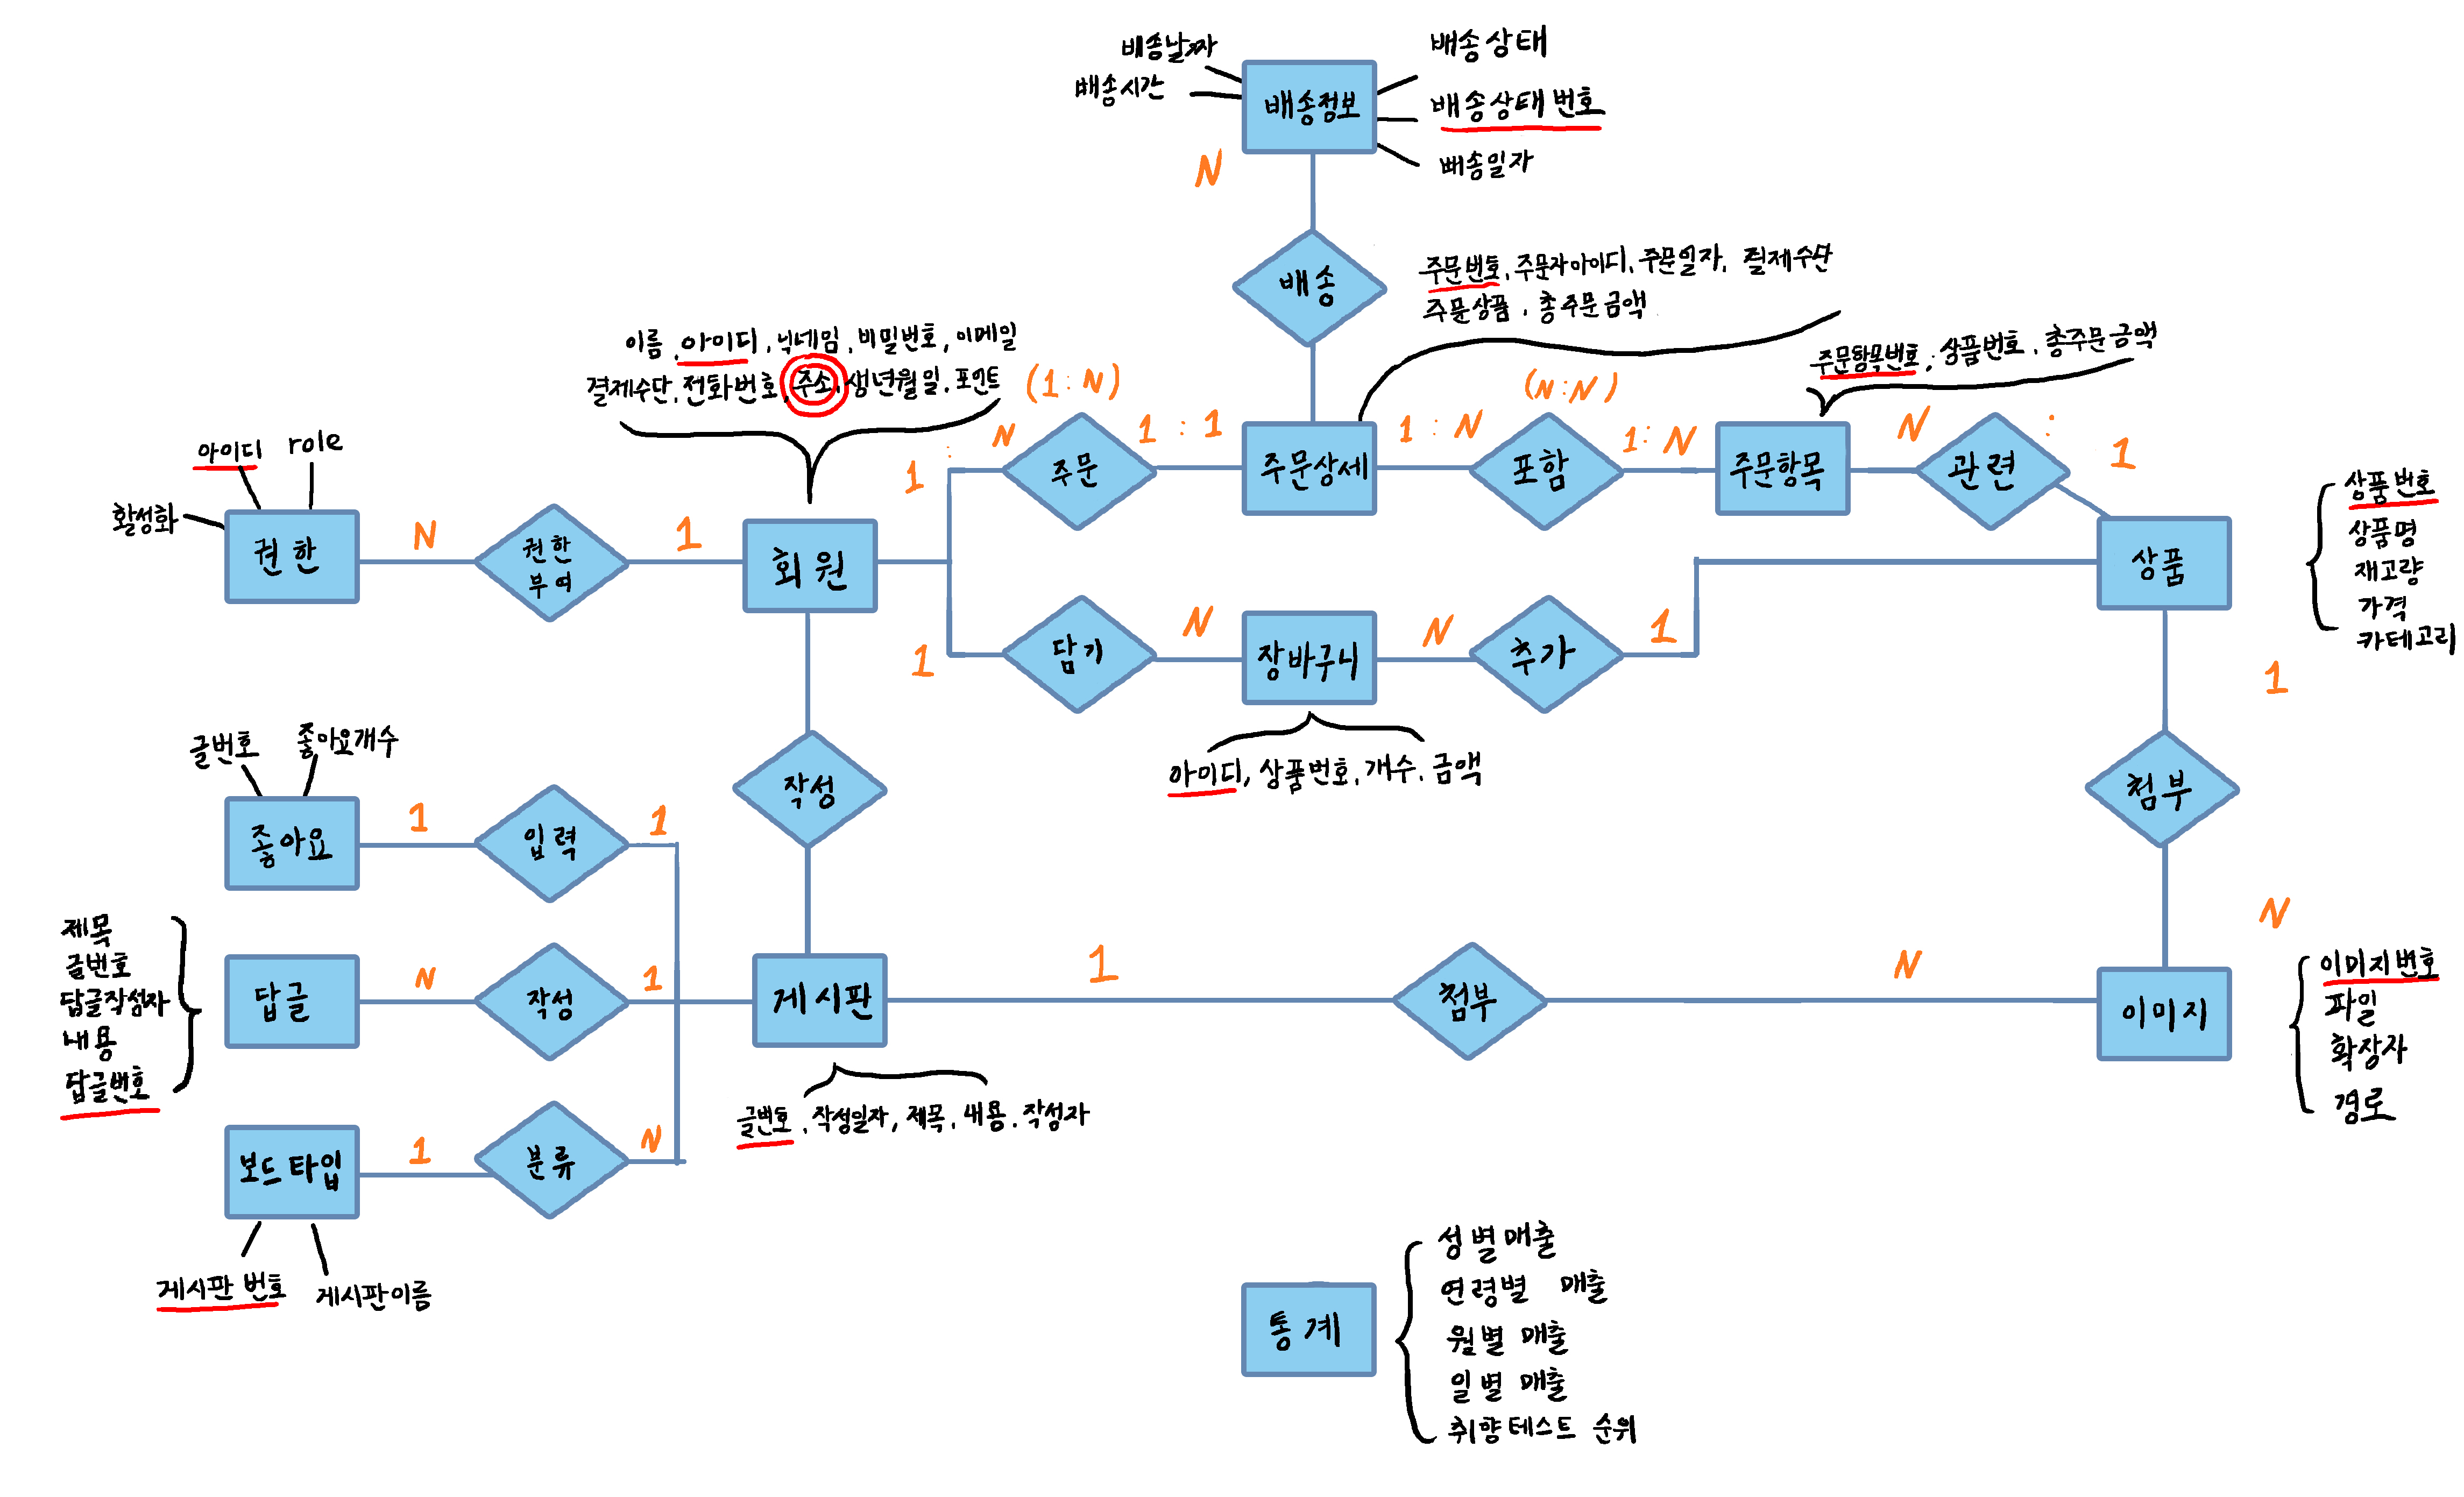 배송날짜
배송시간
배송정보
배송상태
배송상태 번호
배송일자
N
배송
주문번호, 주문자아이디, 주문일자, 결제수단
주문상품, 총주문금액
주문항목번호, 상품번호, 총주문금액
이름, 아이디, 닉네임, 비밀번호, 이메일
결제수단, 전화번호, 주소, 생년월일, 포인트
(1:N)
(N:N)
1 : N
주문
1 : 1
주문상세
1 : N
포함
1 : N
주문항목
N : 1
관련
아이디 role
활성화
권한
N
권한
부여
1
회원
상품
상품번호
상품명
재고량
가격
카테고리
1
담기
N
장바구니
N
추가
1
아이디, 상품번호, 개수, 금액
작성
1
첨부
N
글번호 좋아요개수
좋아요
1
입력
1
제목
글번호
답글작성자
내용
답글번호
답글
N
작성
1
게시판
1
첨부
N
이미지
이미지번호
파일
확장자
경로
글번호, 작성일자, 제목, 내용, 작성자
보드타입
1
분류
N
게시판 번호
게시판이름
통계
성별매출
연령별 매출
월별 매출
일별 매출
취향테스트 순위